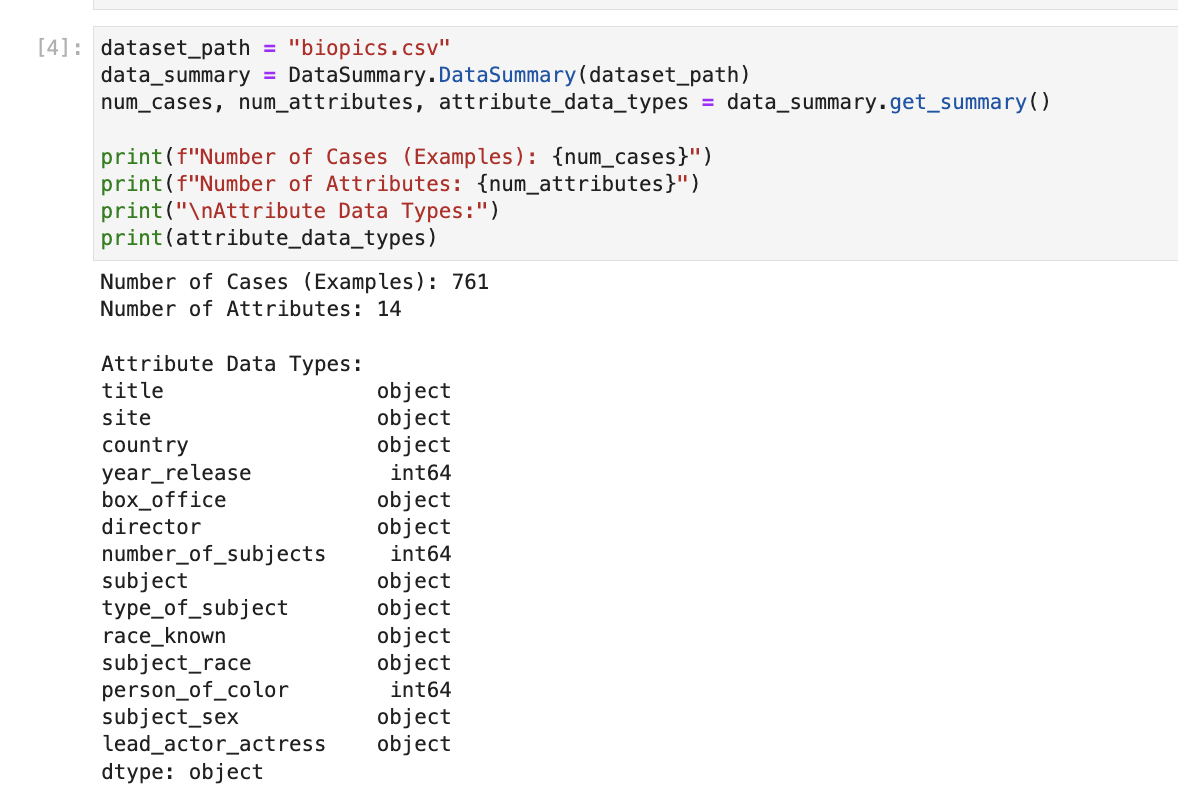 [4]:
dataset_path = "biopics.csv"
data_summary = DataSummary.DataSummary(dataset_path)
num_cases, num_attributes, attribute_data_types = data_summary.get_summary()

print(f"Number of Cases (Examples): {num_cases}")
print(f"Number of Attributes: {num_attributes}")
print("\nAttribute Data Types:")
print(attribute_data_types)
Number of Cases (Examples): 761
Number of Attributes: 14

Attribute Data Types:
title                 object
site                  object
country               object
year_release           int64
box_office            object
director              object
number_of_subjects     int64
subject               object
type_of_subject       object
race_known            object
subject_race          object
person_of_color        int64
subject_sex           object
lead_actor_actress    object
dtype: object